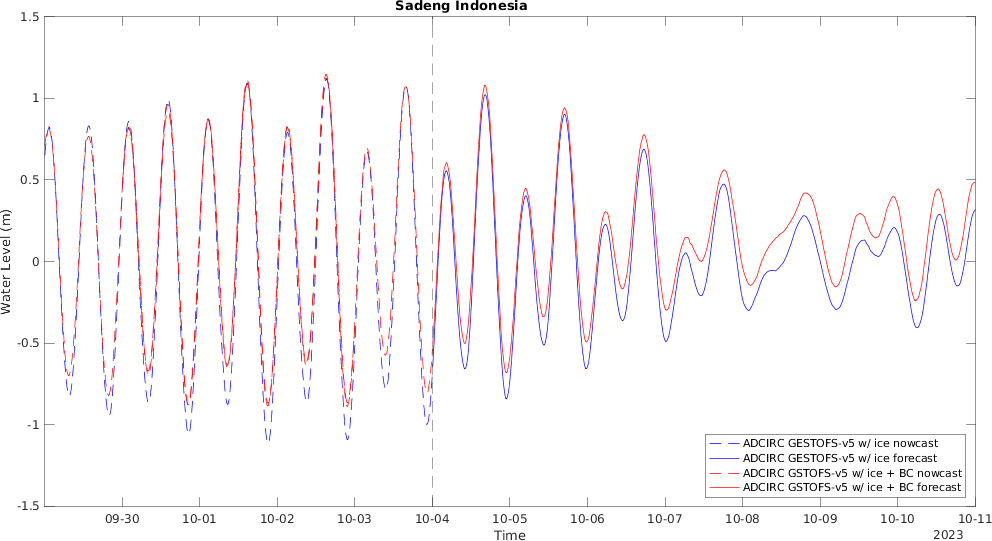 Sadeng Indonesia
1.5
1
0.5
0
-0.5
-1
-1.5
Water Level (m)
ADCIRC GESTOFS-v5 w/ ice nowcast
ADCIRC GESTOFS-v5 w/ ice forecast
ADCIRC GSTOFS-v5 w/ ice + BC nowcast
ADCIRC GSTOFS-v5 w/ ice + BC forecast
09-30 10-01 10-02 10-03 10-04 10-05 10-06 10-07 10-08 10-09 10-10 10-11
Time
2023